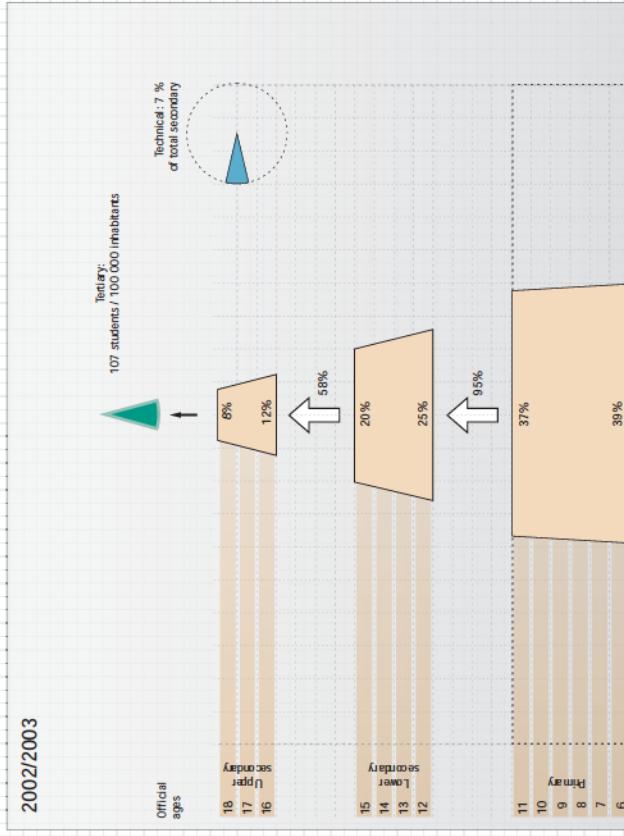 2002/2003
Official
ages
Tertiary:
107 students / 100 000 inhabitants
Technical: 7 %
of total secondary
18
17
16
Upper
secondary
8%
12%
58%
15
14
13
12
Lower
secondary
20%
25%
95%
11
10
9
8
7
6
Primary
37%
39%